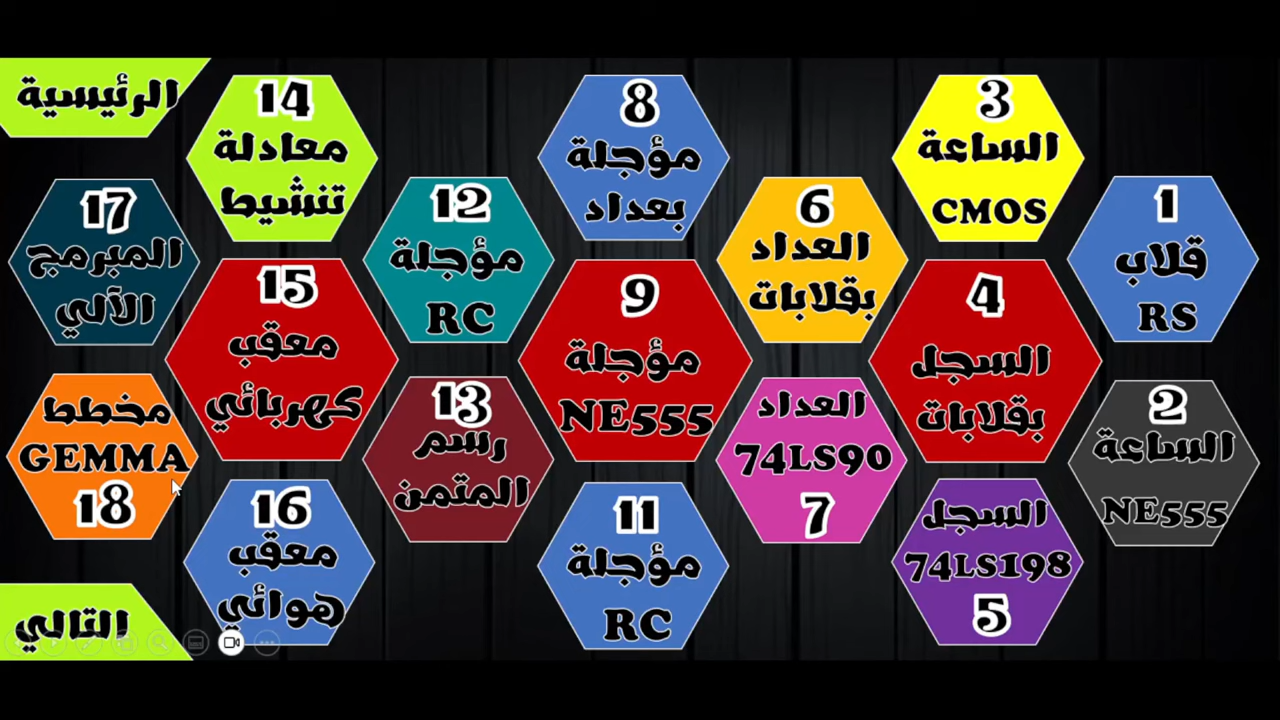 الرئيسية
1
قلاب
RS
2
الساعة
NE555
3
الساعة
CMOS
4
السجل
بقلابات
السجل
74LS198
5
6
العداد
بقلابات
العداد
74LS90
7
8
مؤجلة
بعداد
9
مؤجلة
NE555
11
مؤجلة
RC
12
مؤجلة
RC
13
رسم
المتمن
14
معادلة
تنشيط
15
معقب
كهربائي
16
معقب
هوائي
17
المبرمج
الآلي
مخطط
GEMMA
18
التالي